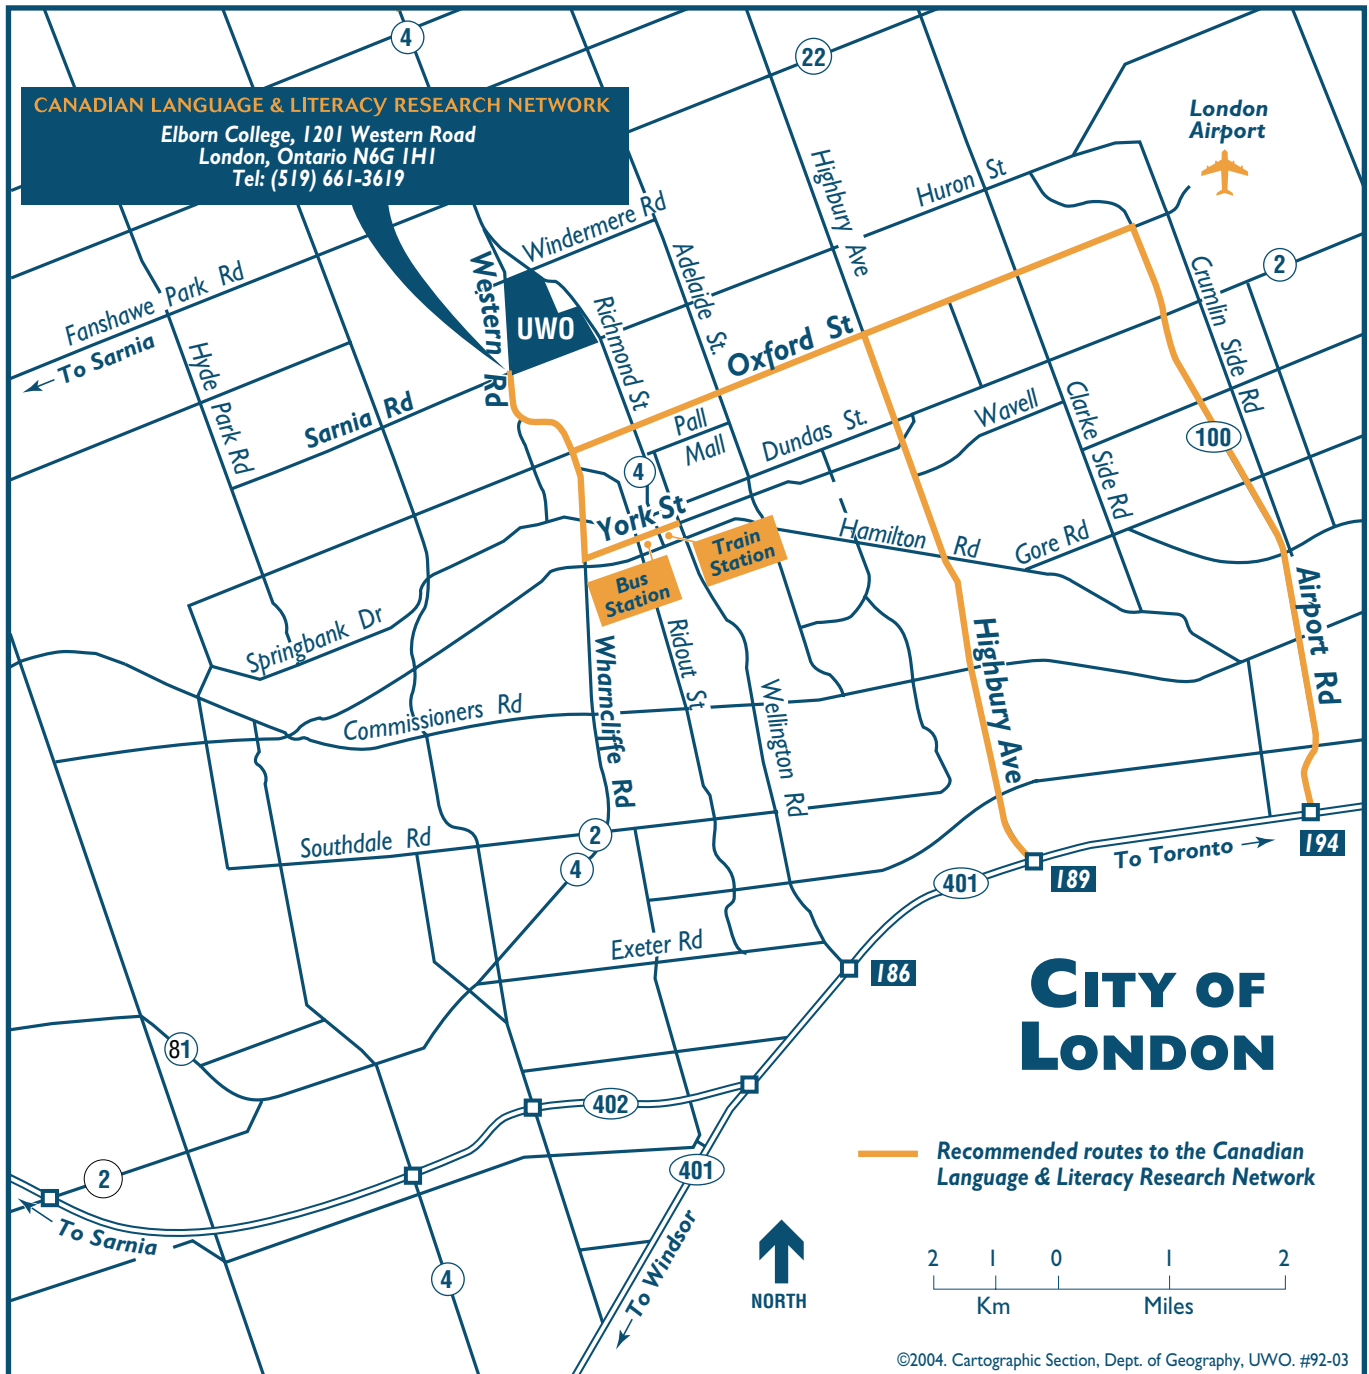 4
22
CANADIAN LANGUAGE & LITERACY RESEARCH NETWORK
Elborn College, 1201 Western Road
London, Ontario N6G 1H1
Tel: (519) 661-3619
London
Airport
Highbury Ave
Huron St
Windermere Rd
Adelaide St.
Western Rd
UWO
Richmond St
Fanshawe Park Rd
To Sarnia
Hyde Park Rd
Sarnia Rd
Oxford St
2
Crumlin Side Rd
Pall
Mall
Dundas St.
Wavell
Clarke Side Rd
100
4
York St
Train
Station
Bus
Station
Hamilton Rd
Gore Rd
Airport Rd
Springbank Dr
Ridout St
Wharncliffe Rd
Wellington Rd
Highbury Ave
Commissioners Rd
Southdale Rd
2
4
To Toronto
194
189
401
Exeter Rd
186
CITY OF
LONDON
81
402
401
2
To Sarnia
4
To Windsor
NORTH
Recommended routes to the Canadian
Language & Literacy Research Network
2 1 0 1 2
Km Miles
©2004. Cartographic Section, Dept. of Geography, UWO. #92-03